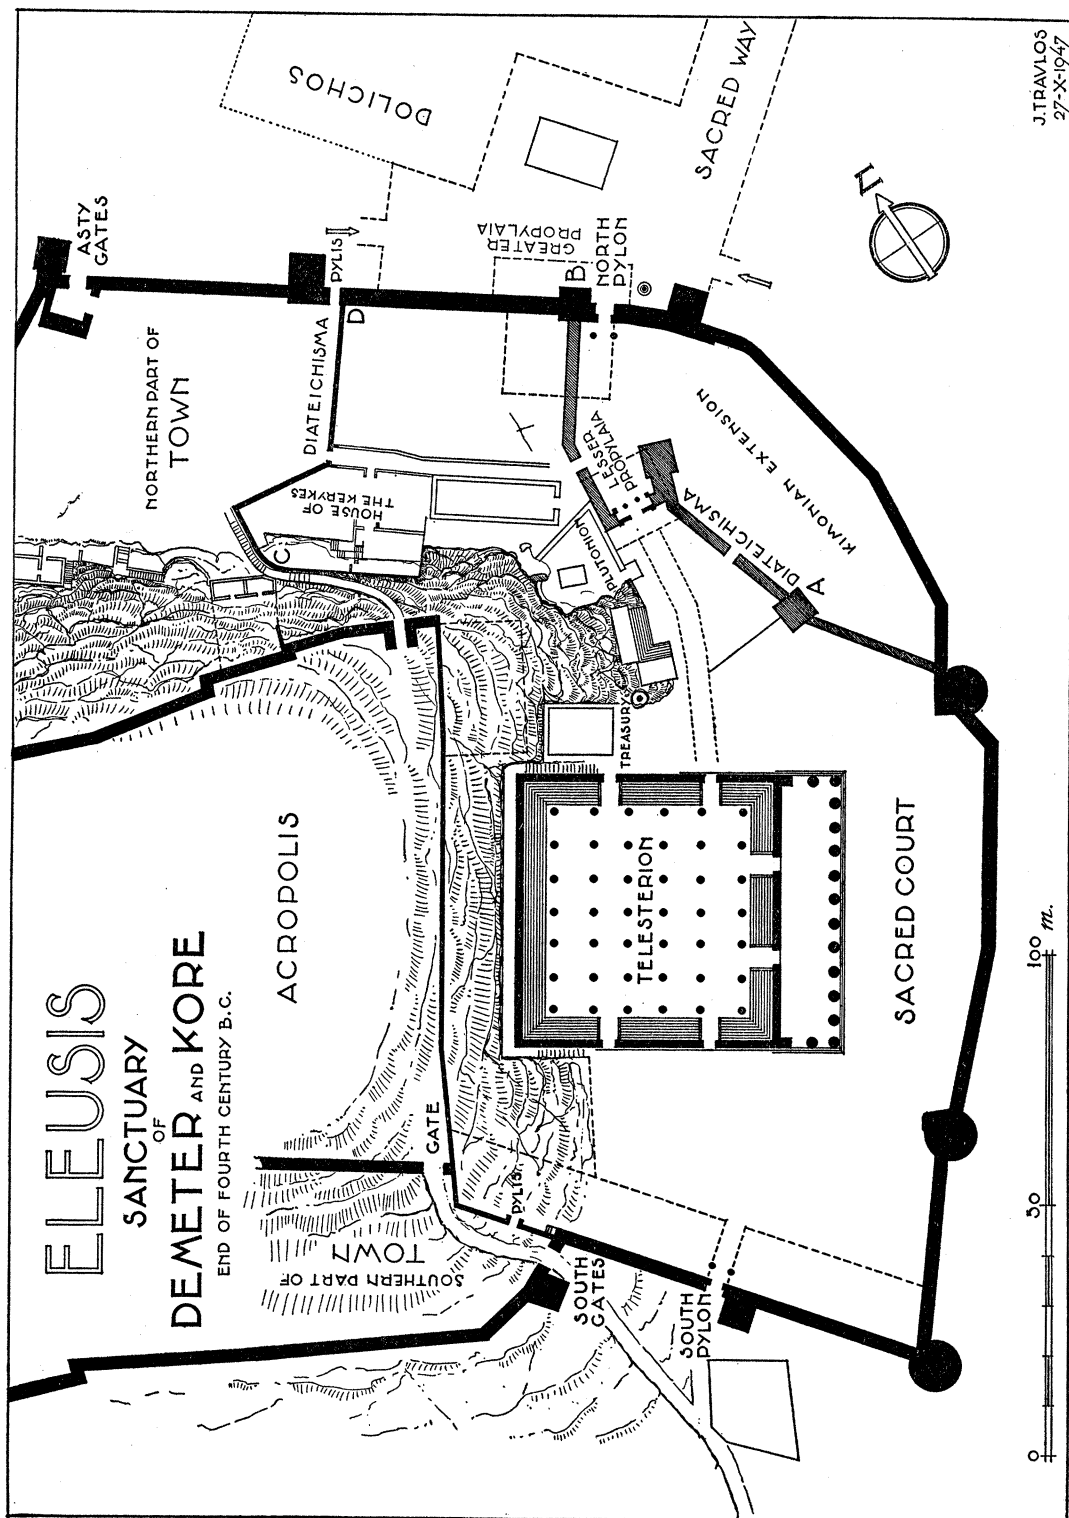 ELEUSIS
SANCTUARY
OF
DEMETER AND KORE
END OF FOURTH CENTURY B.C.
ACROPOLIS
NORTHERN PART OF
TOWN
ASTY
GATES
PYLIS
D
DIATEICHISMA
HOUSE OF
THE KERYKES
C
DOLICHOS
SACRED WAY
GREATER
PROPYLAIA
B
NORTH
PYLON
LESSER
PROPYLAIA
PLUTONION
KIMONIAN EXTENSION
DIATEICHISMA
A
TREASURY
TELESTERION
SACRED COURT
GATE
PYLIS
SOUTHERN PART OF
TOWN
SOUTH
GATES
SOUTH
PYLON
N
0
50
100 m.
J. TRAVLOS
27-X-1947